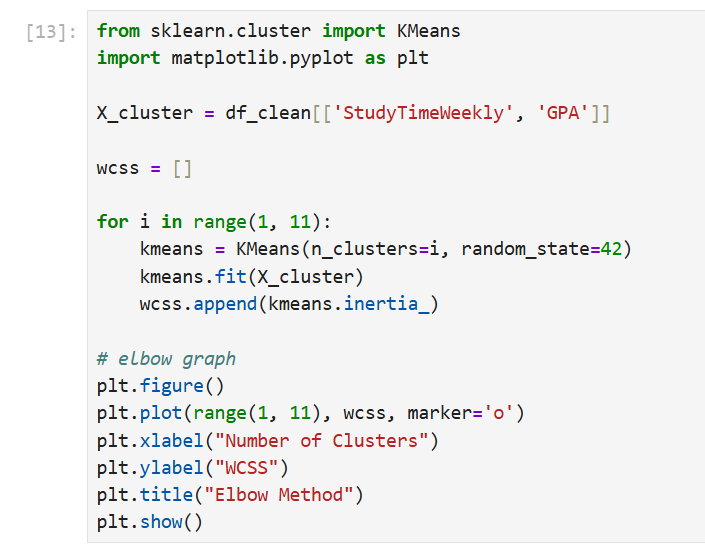 [13]:
from sklearn.cluster import KMeans
import matplotlib.pyplot as plt

X_cluster = df_clean[['StudyTimeWeekly', 'GPA']]

wcss = []

for i in range(1, 11):
    kmeans = KMeans(n_clusters=i, random_state=42)
    kmeans.fit(X_cluster)
    wcss.append(kmeans.inertia_)

# elbow graph
plt.figure()
plt.plot(range(1, 11), wcss, marker='o')
plt.xlabel("Number of Clusters")
plt.ylabel("WCSS")
plt.title("Elbow Method")
plt.show()